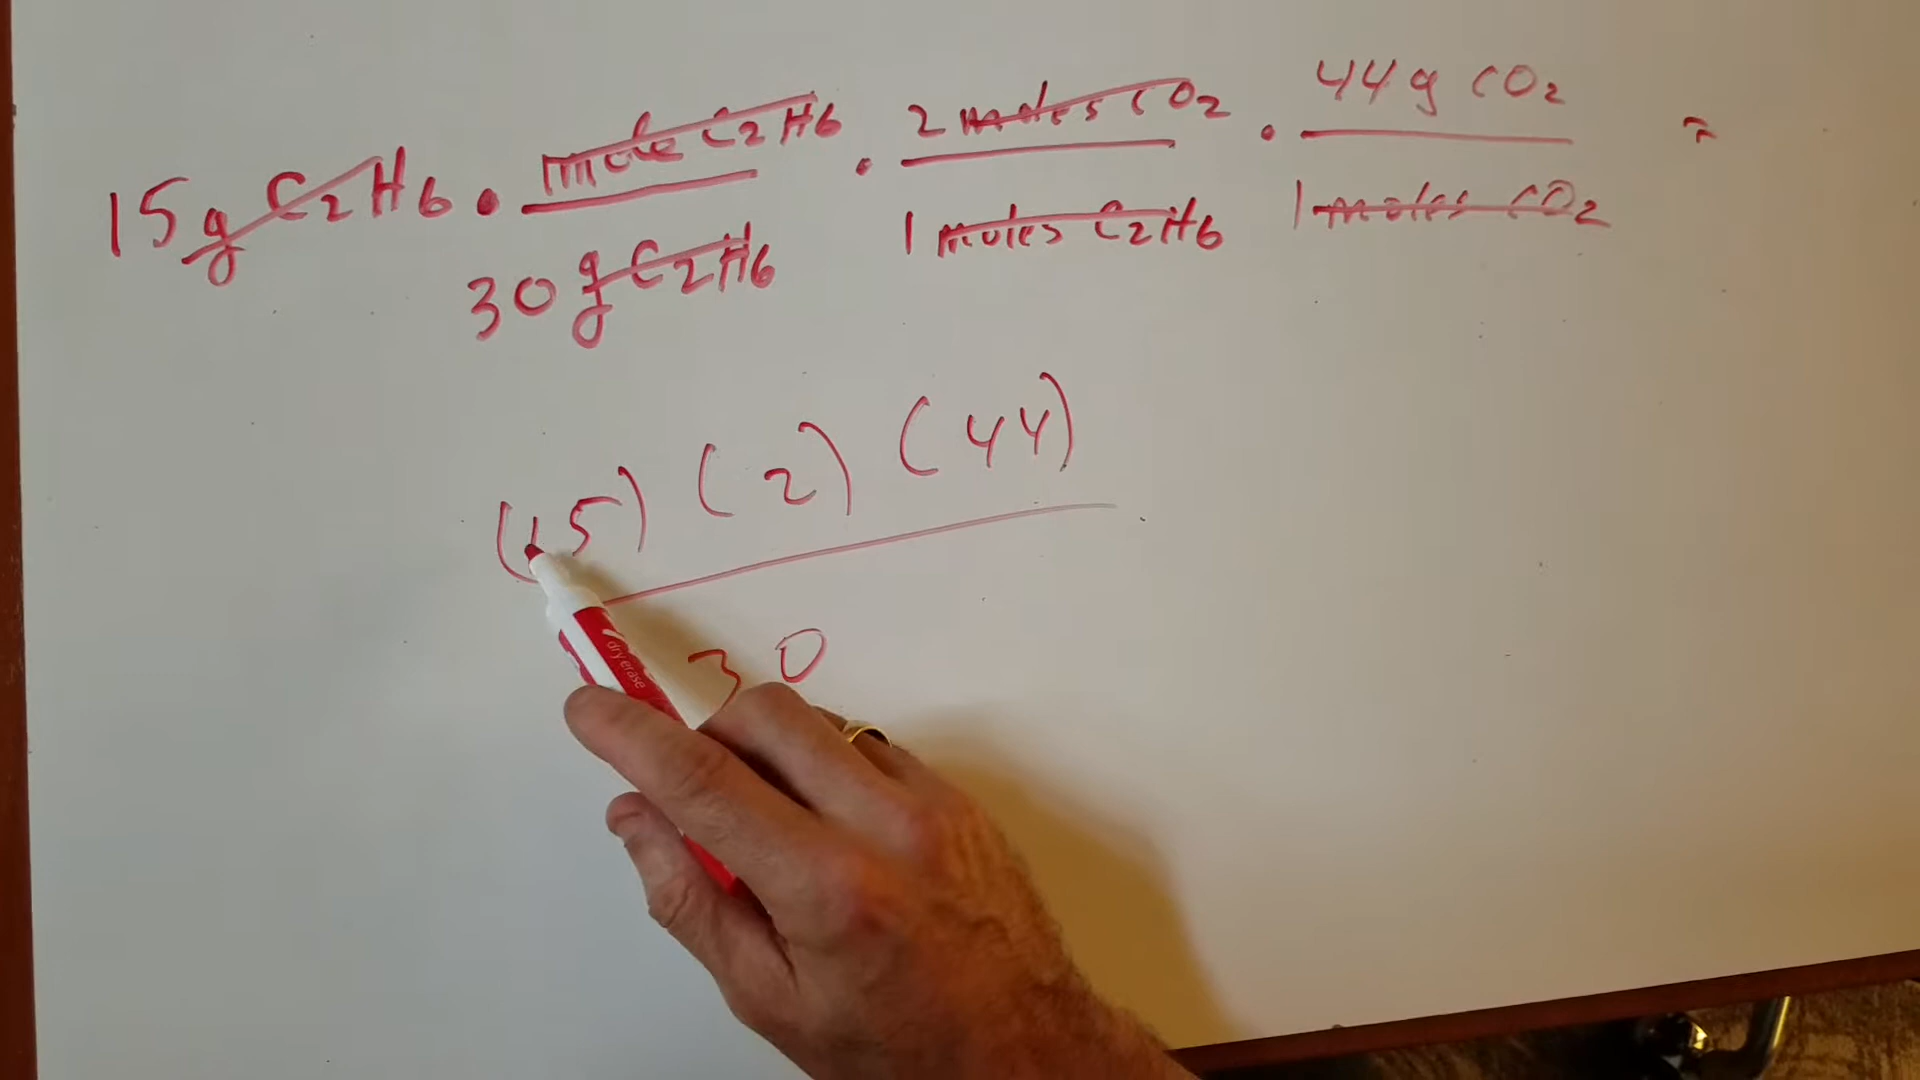 15g C2H6 • mole C2H6 • 2 moles CO2 • 44g CO2 =
30g C2H6 1 moles C2H6 1 moles CO2
(15) (2) (44)
30
dry erase